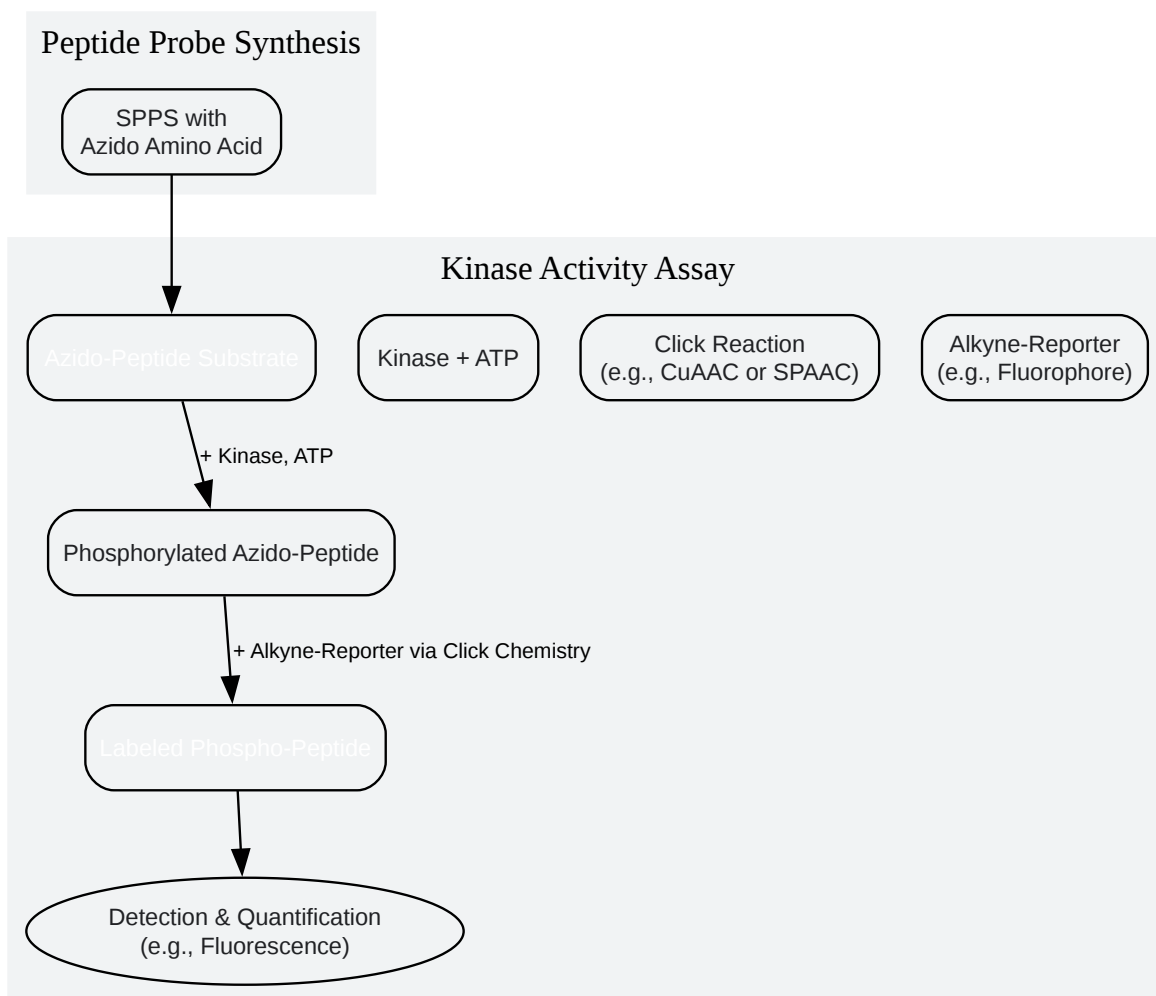 Peptide Probe Synthesis
SPPS with
Azido Amino Acid
Kinase Activity Assay
Azido-Peptide Substrate
Kinase + ATP
Click Reaction
(e.g., CuAAC or SPAAC)
Alkyne-Reporter
(e.g., Fluorophore)
+ Kinase, ATP
Phosphorylated Azido-Peptide
+ Alkyne-Reporter via Click Chemistry
Labeled Phospho-Peptide
Detection & Quantification
(e.g., Fluorescence)